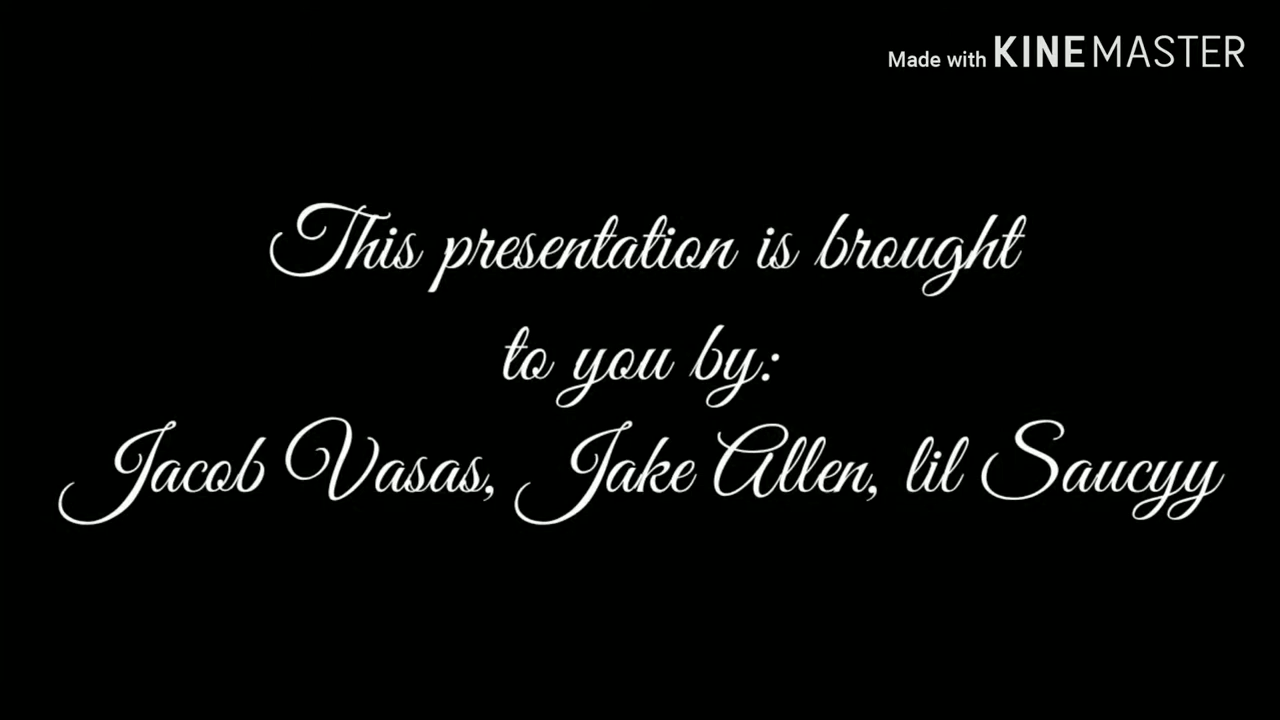 Made with KINEMASTER
This presentation is brought
to you by:
Jacob Vasas, Jake Allen, lil Saucyy